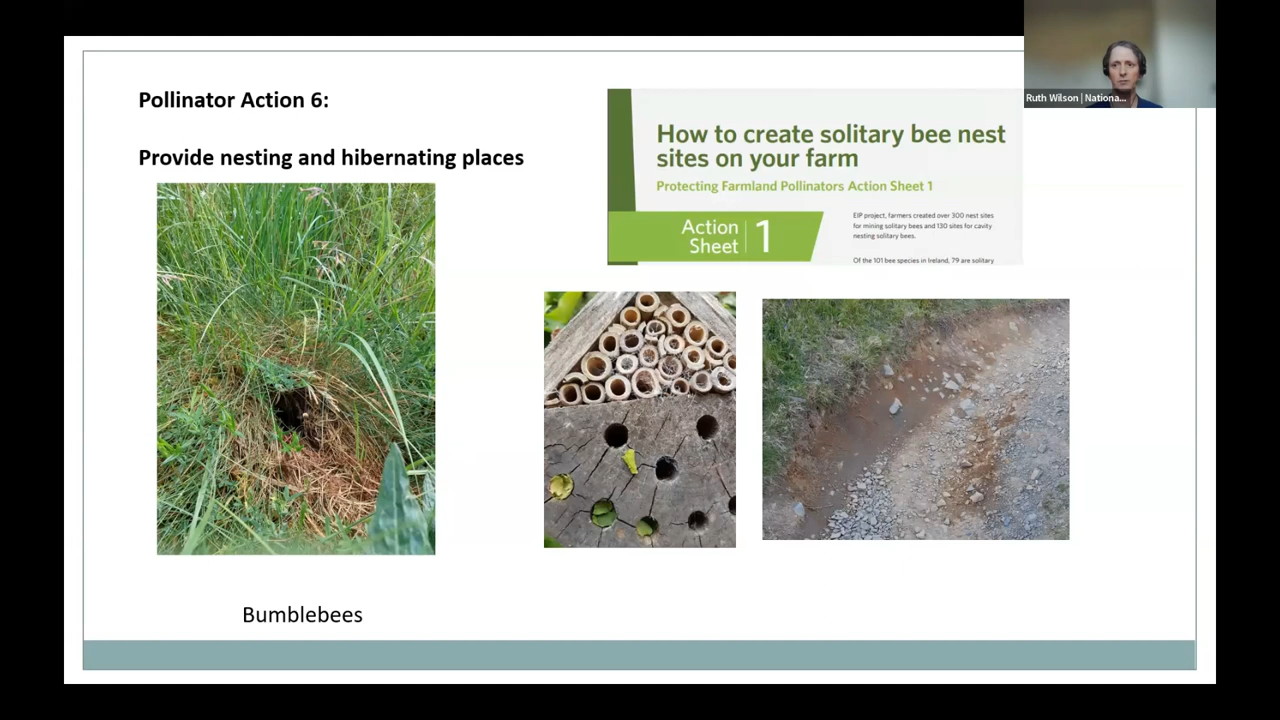 Pollinator Action 6:
Provide nesting and hibernating places
How to create solitary bee nest
sites on your farm
Protecting Farmland Pollinators Action Sheet 1
Action
Sheet 1
EIP project, farmers created over 300 nest sites
for mining solitary bees and 130 sites for cavity
nesting solitary bees.
Of the 101 bee species in Ireland, 79 are solitary
Bumblebees
Ruth Wilson | Nationa...